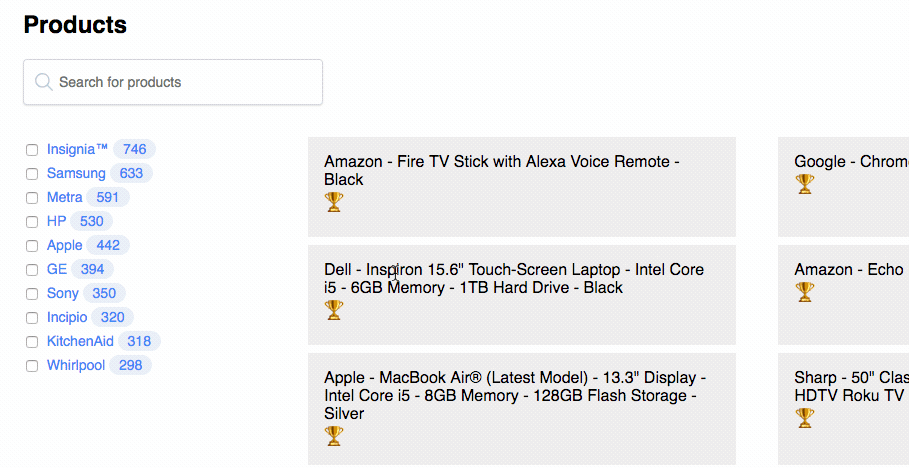 Products
Search for products
Insignia™ 746
Samsung 633
Metra 591
HP 530
Apple 442
GE 394
Sony 350
Incipio 320
KitchenAid 318
Whirlpool 298
Amazon - Fire TV Stick with Alexa Voice Remote -
Black
Dell - Inspiron 15.6" Touch-Screen Laptop - Intel Core
i5 - 6GB Memory - 1TB Hard Drive - Black
Apple - MacBook Air® (Latest Model) - 13.3" Display -
Intel Core i5 - 8GB Memory - 128GB Flash Storage -
Silver
Google - Chrom
Amazon - Echo
Sharp - 50" Clas
HDTV Roku TV